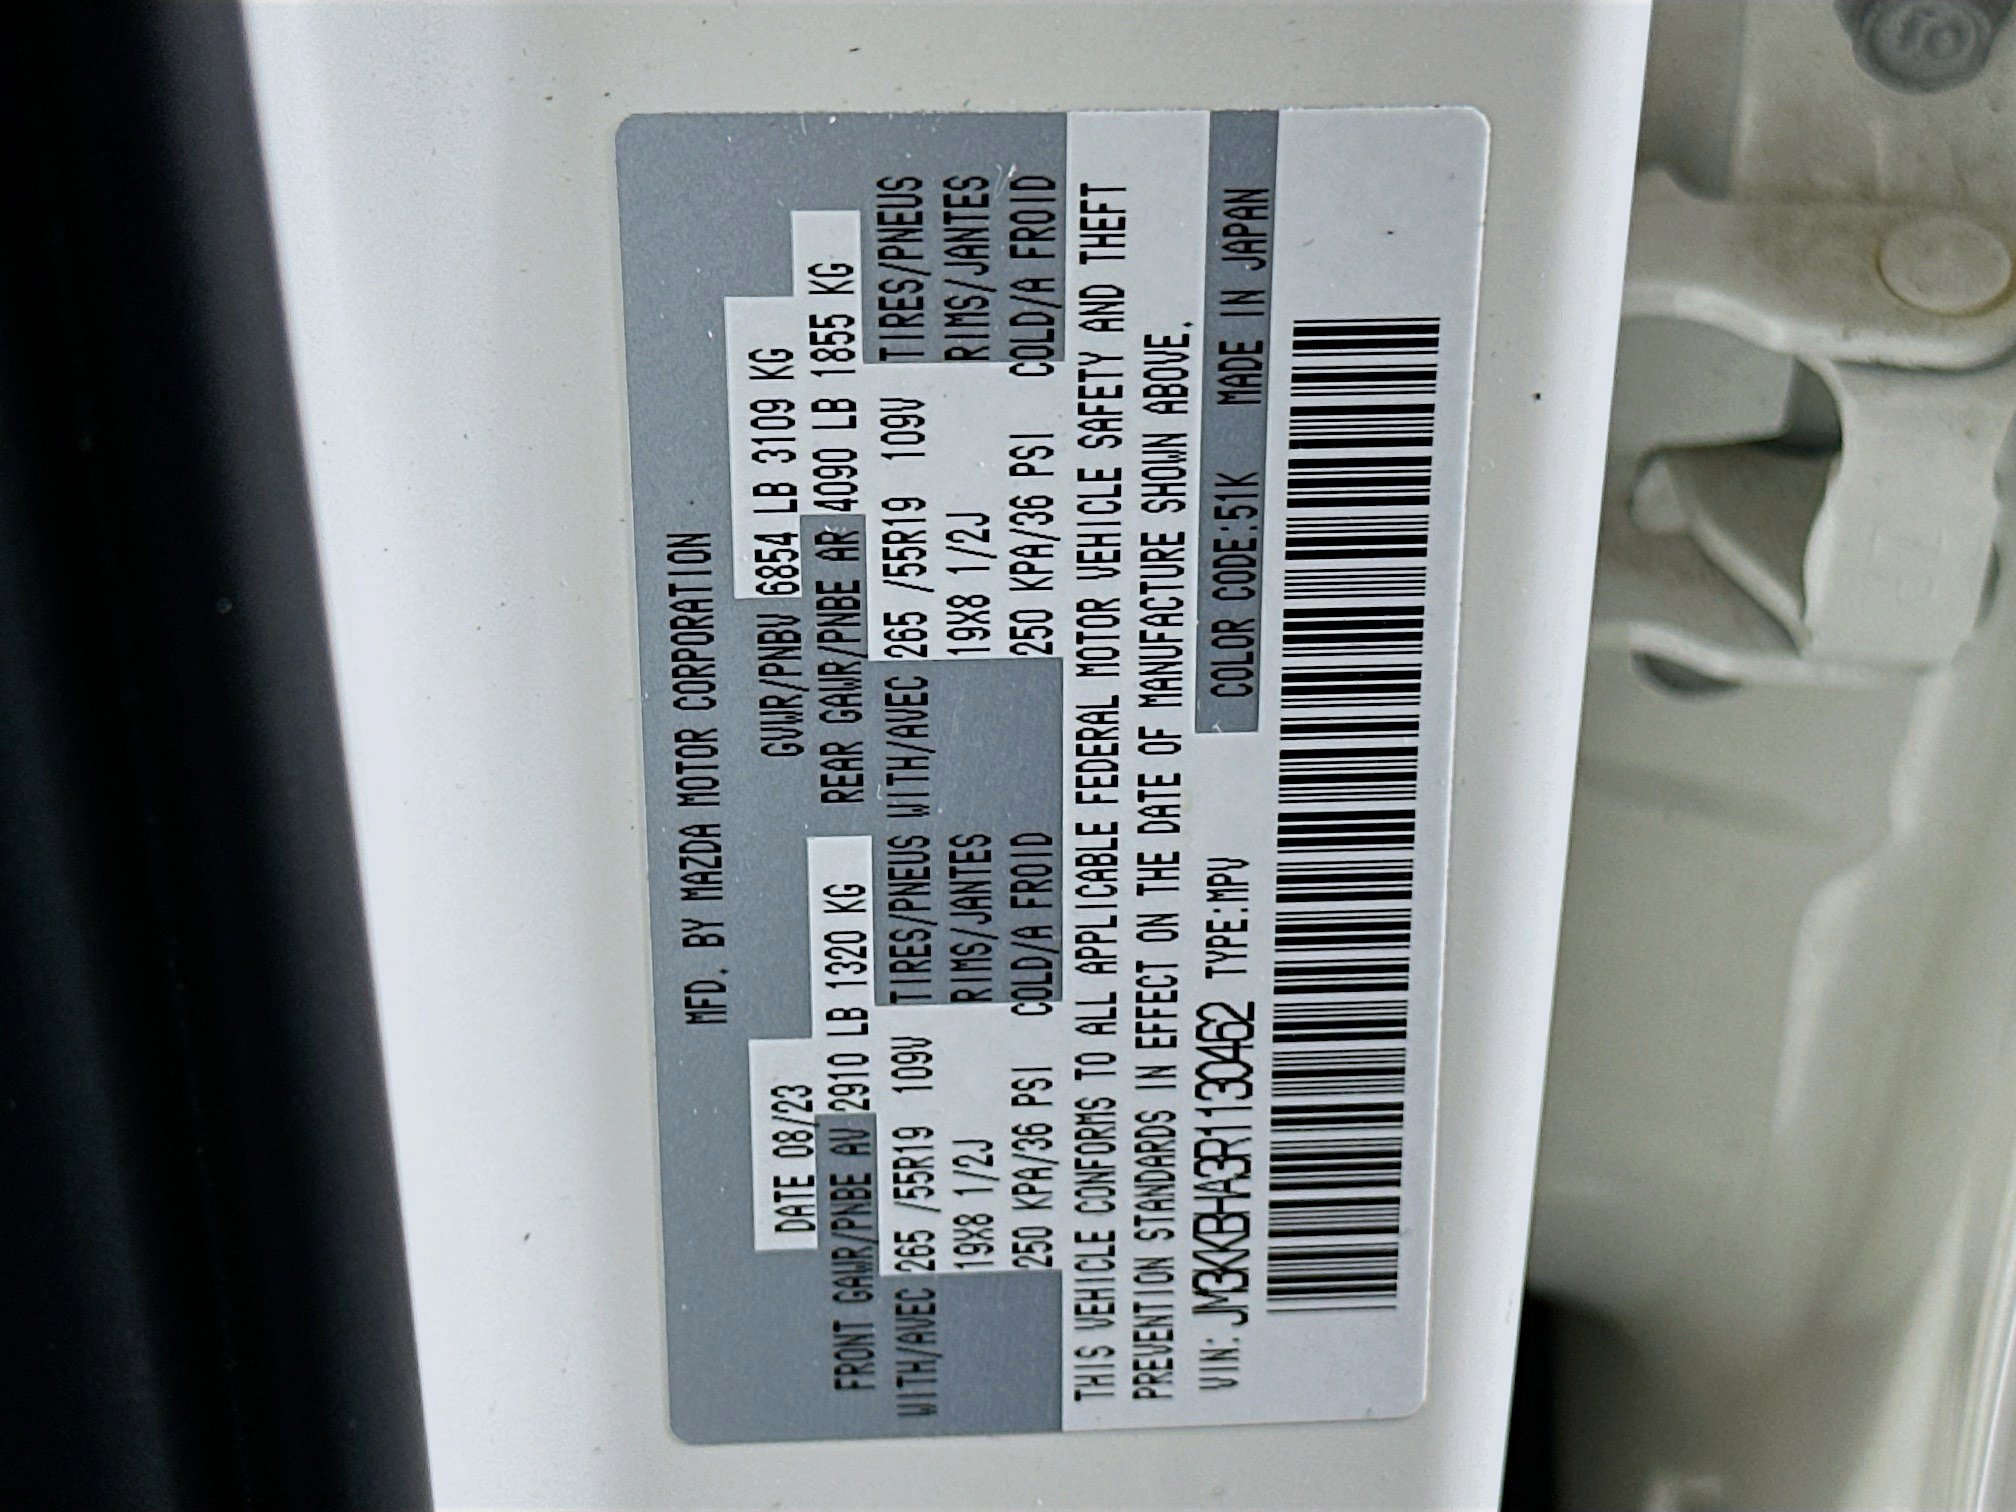 MFD. BY MAZDA MOTOR CORPORATION
DATE 08/23 GVWR/PNBV 6854 LB 3109 KG
FRONT GAWR/PNBE AV 2910 LB 1320 KG REAR GAWR/PNBE AR 4090 LB 1855 KG
WITH/AVEC 265 /55R19 109V TIRES/PNEUS WITH/AVEC 265 /55R19 109V TIRES/PNEUS
19X8 1/2J RIMS/JANTES 19X8 1/2J RIMS/JANTES
250 KPA/36 PSI COLD/A FROID 250 KPA/36 PSI COLD/A FROID
THIS VEHICLE CONFORMS TO ALL APPLICABLE FEDERAL MOTOR VEHICLE SAFETY AND THEFT
PREVENTION STANDARDS IN EFFECT ON THE DATE OF MANUFACTURE SHOWN ABOVE.
VIN: JM3KKBHA3R1130462 TYPE:MPV COLOR CODE:51K MADE IN JAPAN